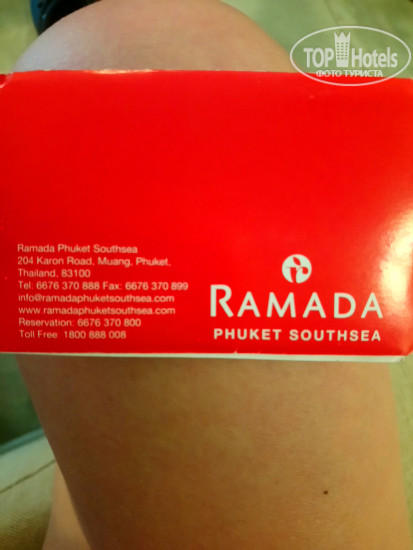 TOP Hotels
ФОТО ТУРИСТА
Ramada Phuket Southsea
204 Karon Road, Muang, Phuket,
Thailand, 83100
Tel: 6676 370 888 Fax: 6676 370 899
info@ramadaphuketsouthsea.com
www.ramadaphuketsouthsea.com
Reservation: 6676 370 800
Toll Free 1800 888 008
RAMADA
PHUKET SOUTHSEA